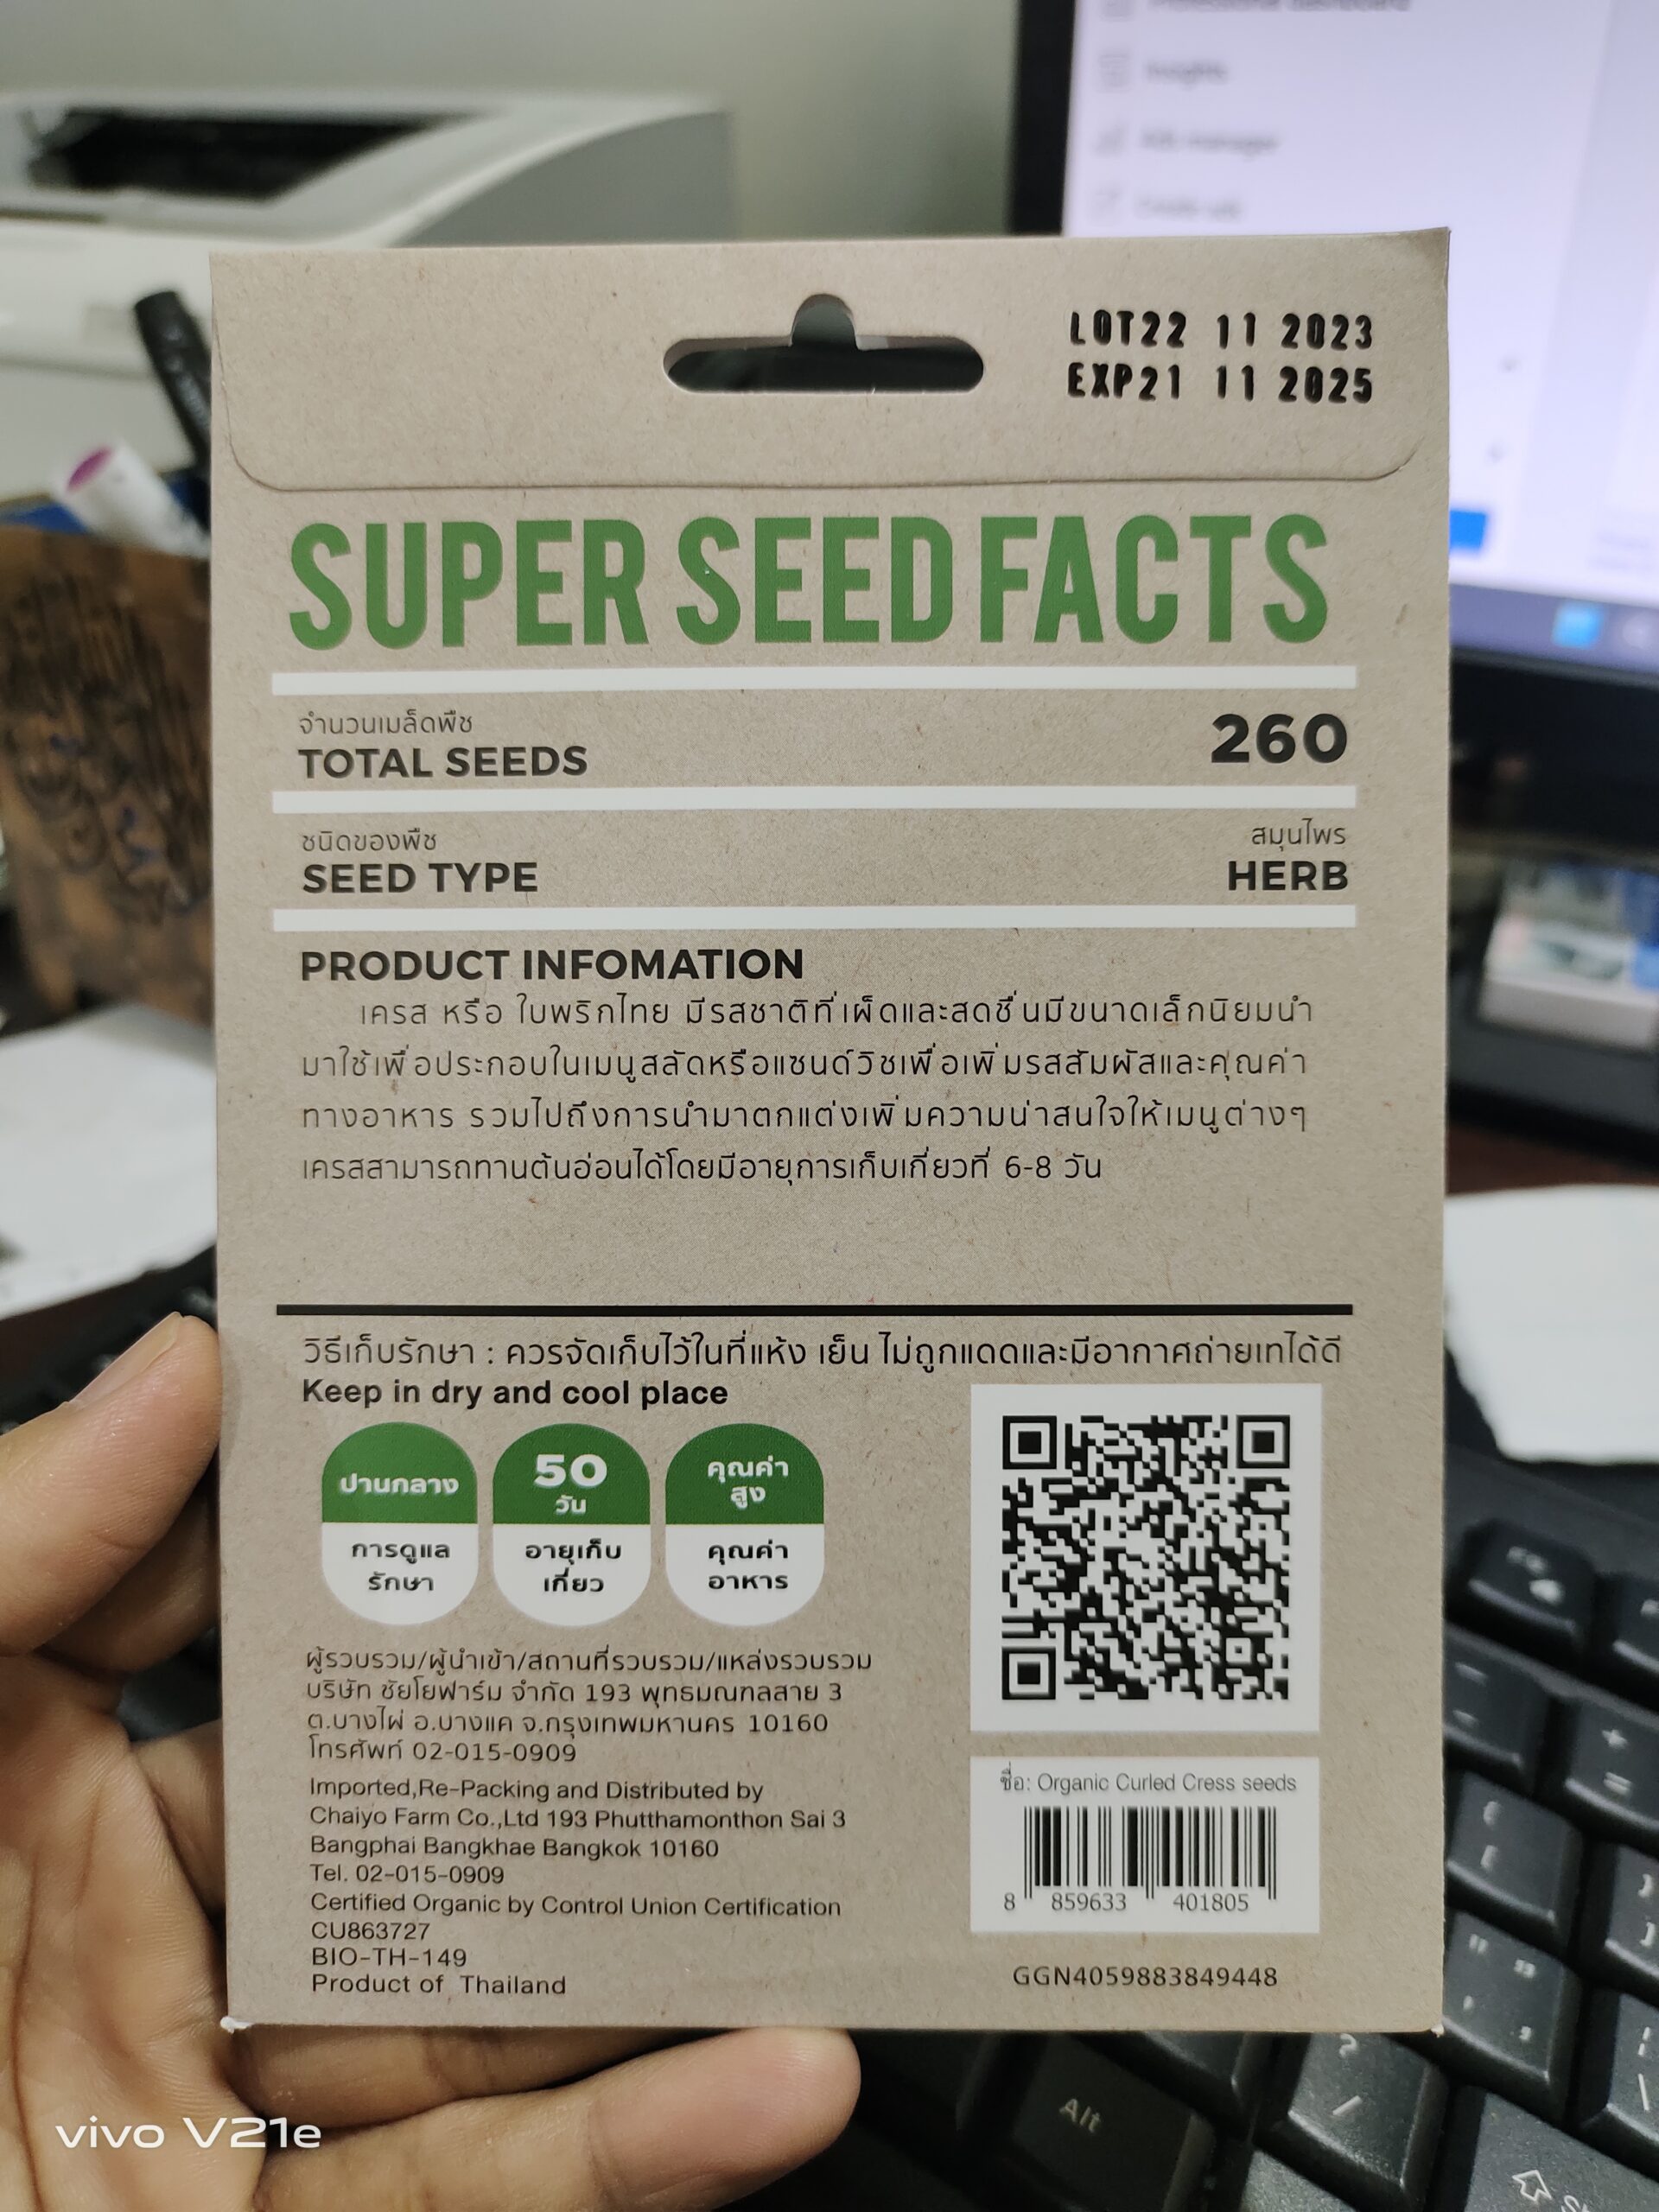 Insights
Ads manager
LOT22 11 2023
EXP21 11 2025
SUPER SEED FACTS
จำนวนเมล็ดพืช
TOTAL SEEDS
260
ชนิดของพืช
SEED TYPE
สมุนไพร
HERB
PRODUCT INFOMATION
เครส หรือ ใบพริกไทย มีรสชาติที่เผ็ดและสดชื่นมีขนาดเล็กนิยมนำ
มาใช้เพื่อประกอบในเมนูสลัดหรือแซนด์วิชเพื่อเพิ่มรสสัมผัสและคุณค่า
ทางอาหาร รวมไปถึงการนำมาตกแต่งเพิ่มความน่าสนใจให้เมนูต่างๆ
เครสสามารถทานต้นอ่อนได้โดยมีอายุการเก็บเกี่ยวที่ 6-8 วัน
วิธีเก็บรักษา : ควรจัดเก็บไว้ในที่แห้ง เย็น ไม่ถูกแดดและมีอากาศถ่ายเทได้ดี
Keep in dry and cool place
ปานกลาง
การดูแล
รักษา
50
วัน
อายุเก็บ
เกี่ยว
คุณค่า
สูง
คุณค่า
อาหาร
ผู้รวบรวม/ผู้นำเข้า/สถานที่รวบรวม/แหล่งรวบรวม
บริษัท ชัยโยฟาร์ม จำกัด 193 พุทธมณฑลสาย 3
ต.บางไผ่ อ.บางแค จ.กรุงเทพมหานคร 10160
โทรศัพท์ 02-015-0909
Imported,Re-Packing and Distributed by
Chaiyo Farm Co.,Ltd 193 Phutthamonthon Sai 3
Bangphai Bangkhae Bangkok 10160
Tel. 02-015-0909
Certified Organic by Control Union Certification
CU863727
BIO-TH-149
Product of Thailand
ชื่อ: Organic Curled Cress seeds
8 859633 401805
GGN4059883849448
Alt
vivo V21e